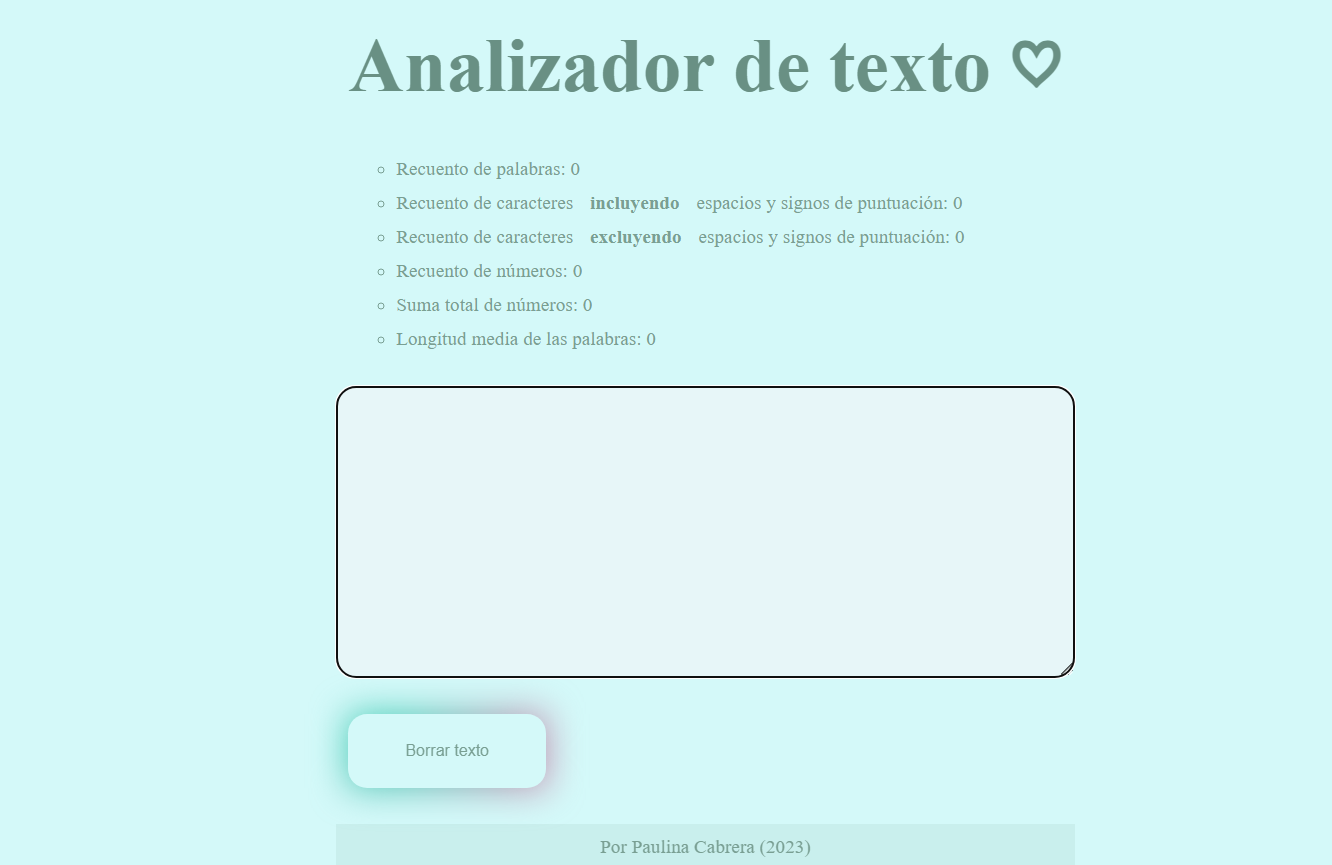 Analizador de texto ♡
Recuento de palabras: 0
Recuento de caracteres incluyendo espacios y signos de puntuación: 0
Recuento de caracteres excluyendo espacios y signos de puntuación: 0
Recuento de números: 0
Suma total de números: 0
Longitud media de las palabras: 0
Borrar texto
Por Paulina Cabrera (2023)